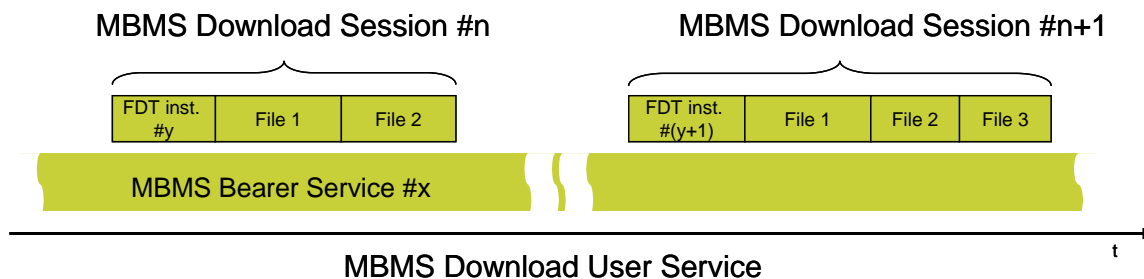 MBMS Download Session #n
MBMS Download Session #n+1
FDT inst.
#y
File 1
File 2
FDT inst.
#(y+1)
File 1
File 2
File 3
MBMS Bearer Service #x
t
MBMS Download User Service